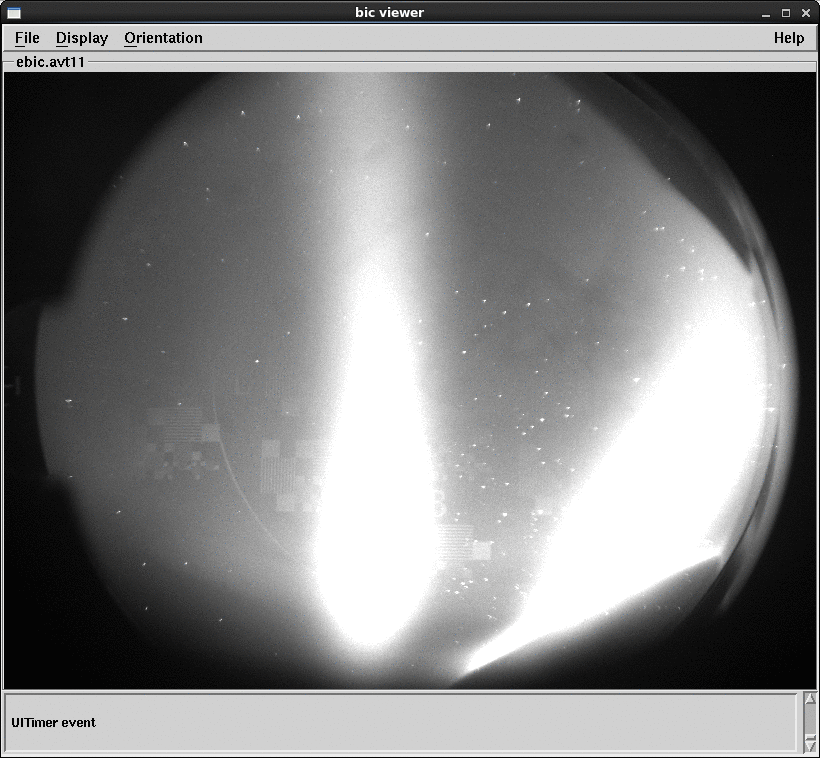 bic viewer
File Display Orientation Help
ebic.avt11
UITimer event